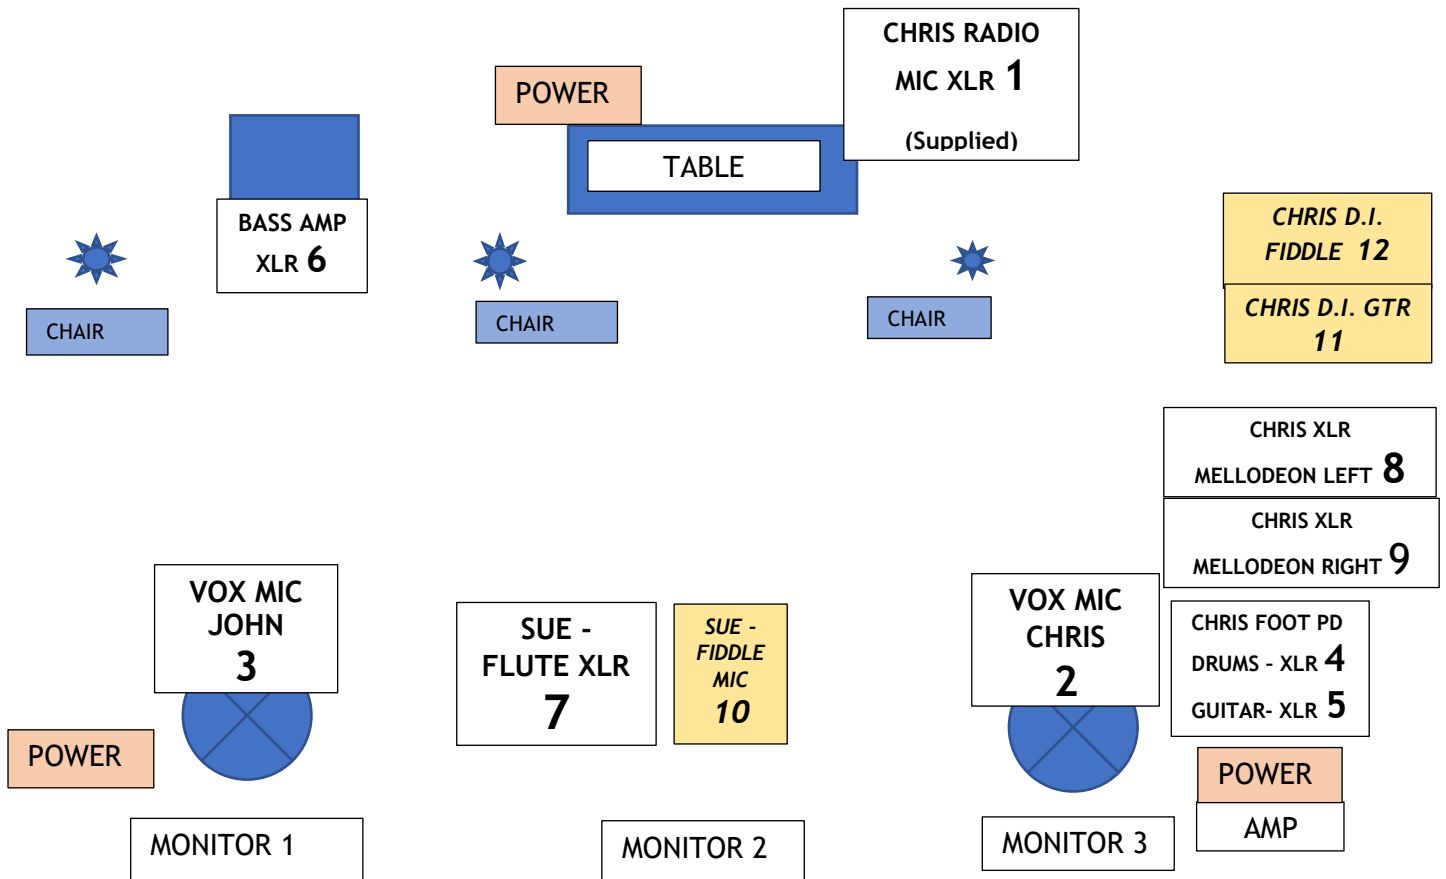 CHRIS RADIO
MIC XLR 1
(Supplied)
POWER
TABLE
BASS AMP
XLR 6
CHAIR
CHAIR
CHAIR
CHRIS D.I.
FIDDLE 12
CHRIS D.I. GTR
11
CHRIS XLR
MELLODEON LEFT 8
CHRIS XLR
MELLODEON RIGHT 9
VOX MIC
JOHN
3
SUE -
FLUTE XLR
7
SUE -
FIDDLE
MIC
10
VOX MIC
CHRIS
2
CHRIS FOOT PD
DRUMS - XLR 4
GUITAR- XLR 5
POWER
POWER
AMP
MONITOR 1
MONITOR 2
MONITOR 3